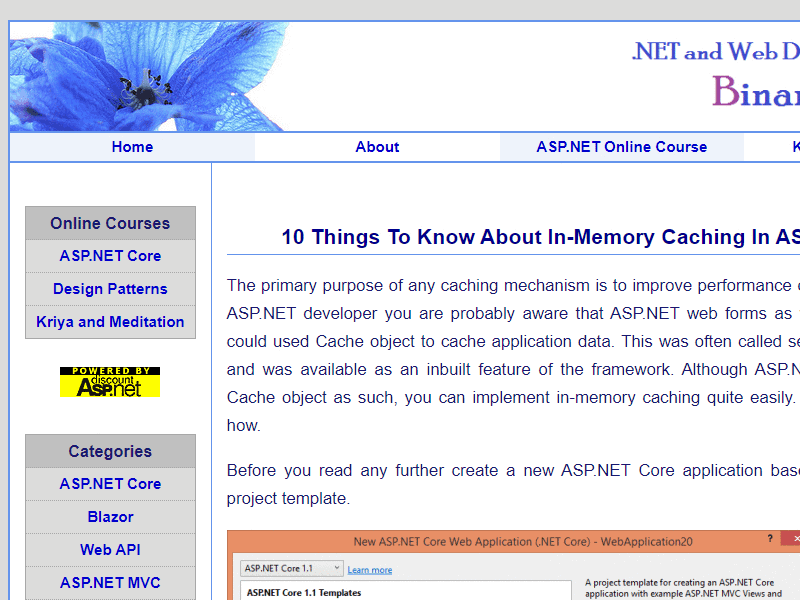 .NET and Web D
Binar
Home
About
ASP.NET Online Course
K
Online Courses
ASP.NET Core
Design Patterns
Kriya and Meditation
POWERED BY
discount
Asp.net
Categories
ASP.NET Core
Blazor
Web API
ASP.NET MVC
10 Things To Know About In-Memory Caching In AS
The primary purpose of any caching mechanism is to improve performance
ASP.NET developer you are probably aware that ASP.NET web forms as
could used Cache object to cache application data. This was often called se
and was available as an inbuilt feature of the framework. Although ASP.N
Cache object as such, you can implement in-memory caching quite easily.
how.
Before you read any further create a new ASP.NET Core application base
project template.
New ASP.NET Core Web Application (.NET Core) - WebApplication20
?
ASP.NET Core 1.1
Learn more
ASP.NET Core 1.1 Templates
A project template for creating an ASP.NET Core
application with example ASP.NET MVC Views and